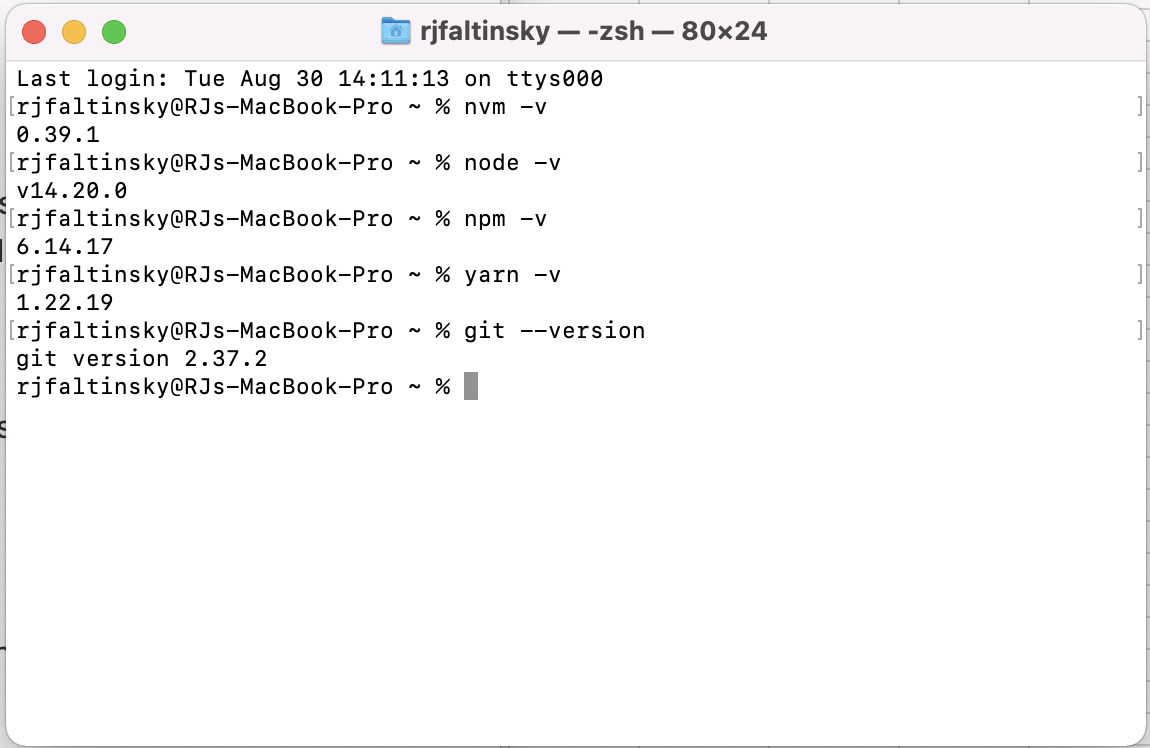 rjfaltinsky — -zsh — 80×24
Last login: Tue Aug 30 14:11:13 on ttys000
[rjfaltinsky@RJs-MacBook-Pro ~ % nvm -v ]
0.39.1
[rjfaltinsky@RJs-MacBook-Pro ~ % node -v ]
v14.20.0
[rjfaltinsky@RJs-MacBook-Pro ~ % npm -v ]
6.14.17
[rjfaltinsky@RJs-MacBook-Pro ~ % yarn -v ]
1.22.19
[rjfaltinsky@RJs-MacBook-Pro ~ % git --version ]
git version 2.37.2
rjfaltinsky@RJs-MacBook-Pro ~ %